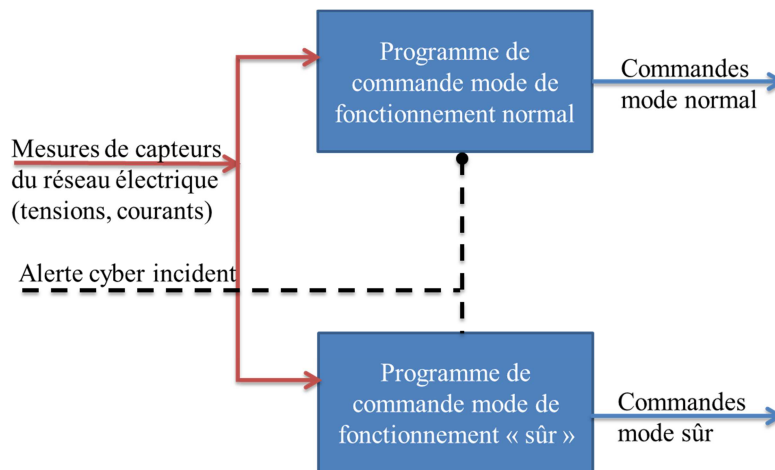 Programme de
commande mode de
fonctionnement normal
Commandes
mode normal
Mesures de capteurs
du réseau électrique
(tensions, courants)
Alerte cyber incident
Programme de
commande mode de
fonctionnement « sûr »
Commandes
mode sûr